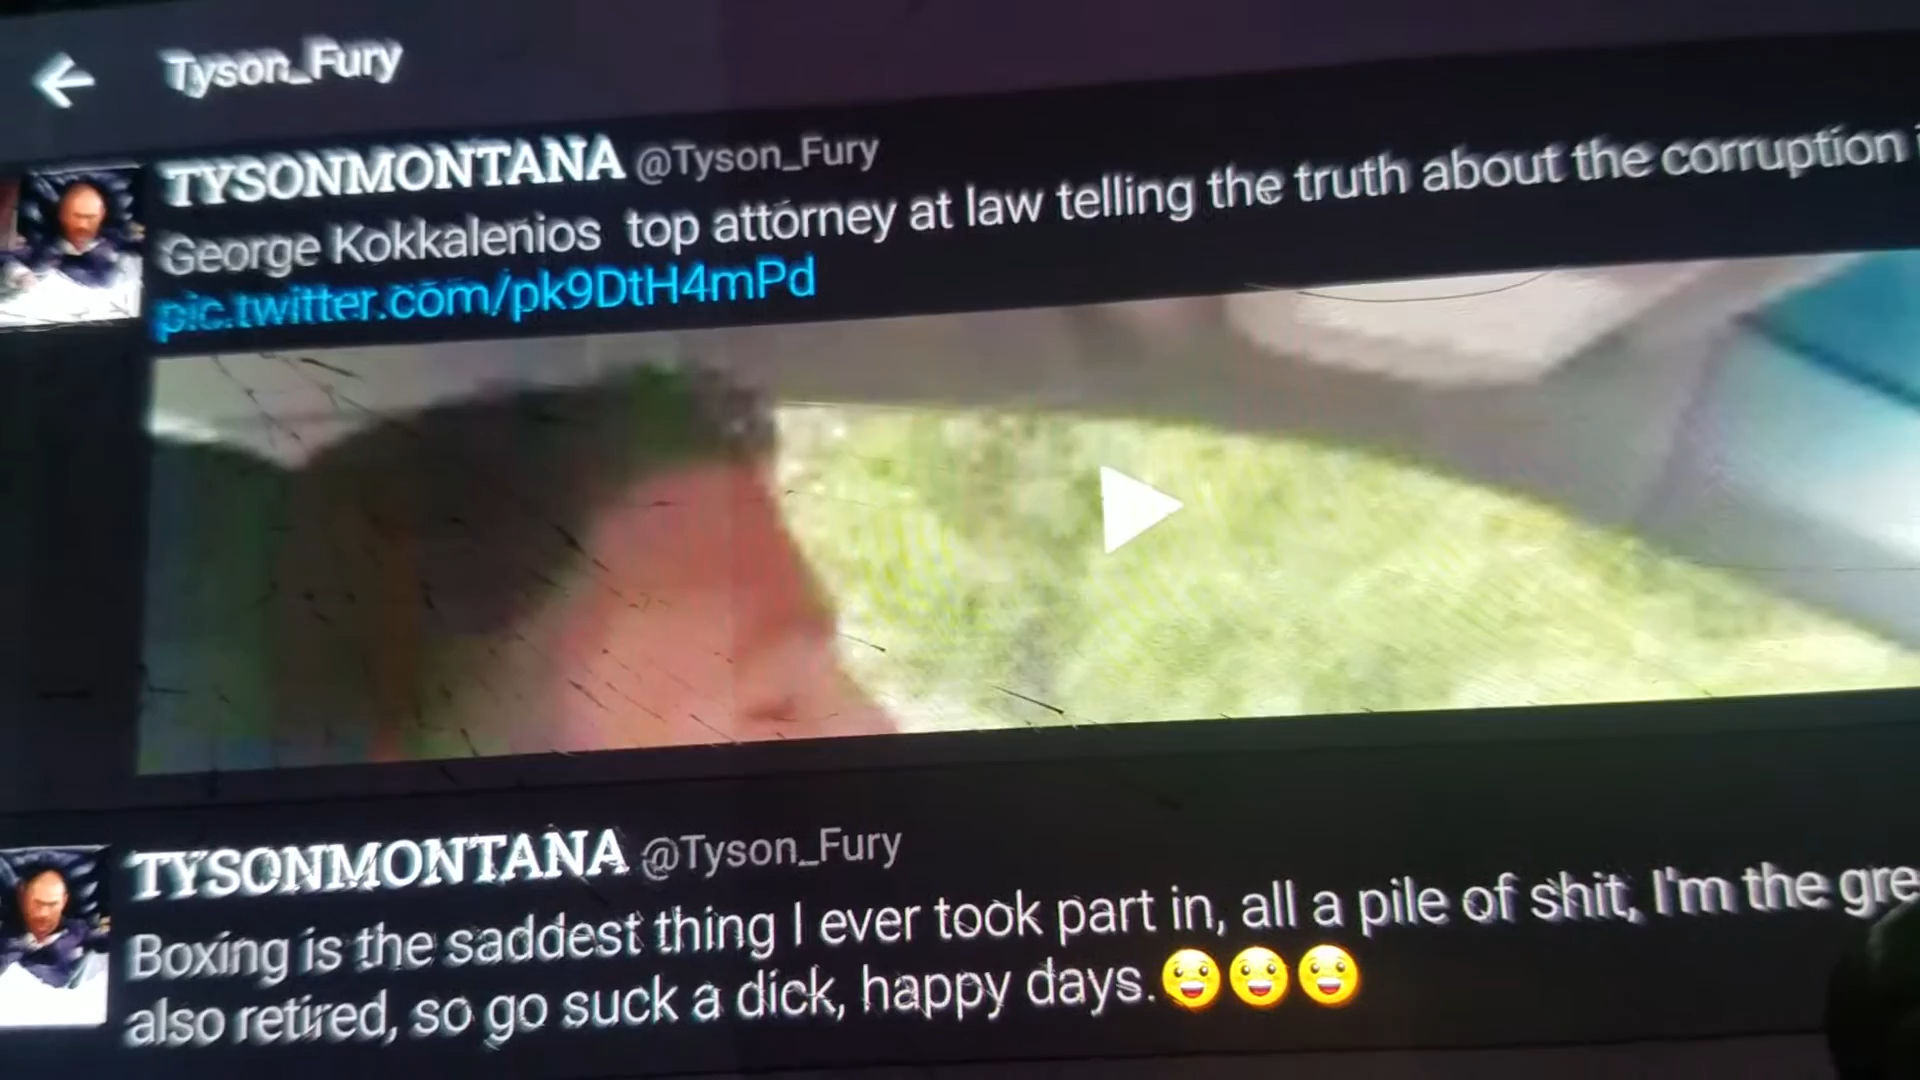 Tyson_Fury
TYSONMONTANA @Tyson_Fury
George Kokkalenios top attorney at law telling the truth about the corruption
pic.twitter.com/pk9DtH4mPd
TYSONMONTANA @Tyson_Fury
Boxing is the saddest thing I ever took part in, all a pile of shit, I'm the gre
also retired, so go suck a dick, happy days.😀😀😀